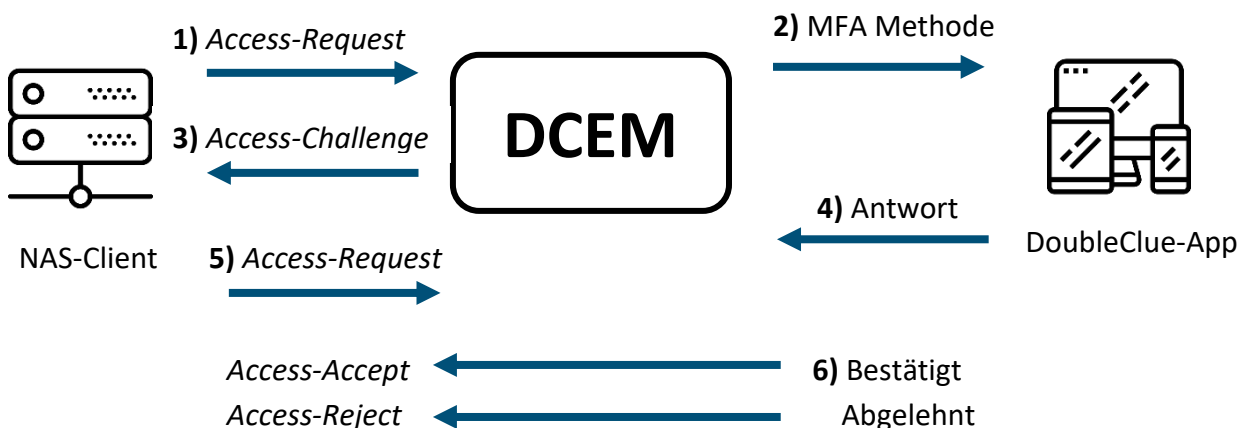 1) Access-Request
2) MFA Methode
DCEM
3) Access-Challenge
4) Antwort
NAS-Client
5) Access-Request
DoubleClue-App
Access-Accept
6) Bestätigt
Access-Reject
Abgelehnt